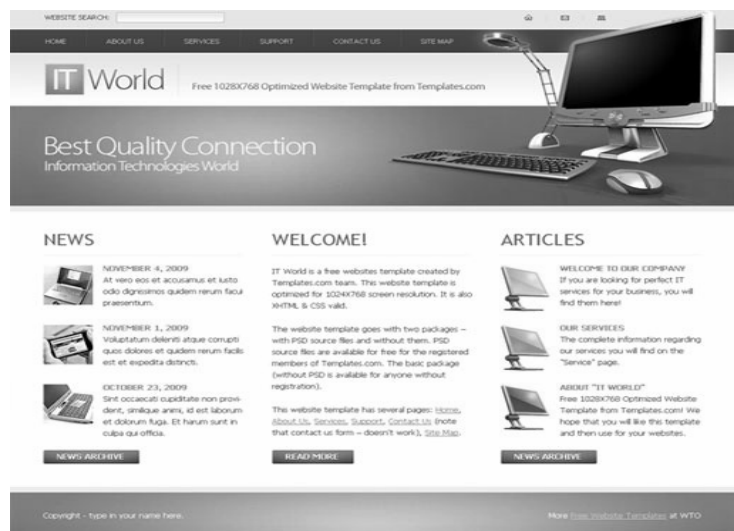 WEBSITE SEARCH:
HOME ABOUT US SERVICES SUPPORT CONTACT US SITE MAP
IT World
Free 1028X768 Optimized Website Template from Templates.com
Best Quality Connection
Information Technologies World
NEWS
NOVEMBER 4, 2009
At vero eos et accusamus et iusto
odio dignissimos quidem rerum facui
praesentium.
NOVEMBER 1, 2009
Voluptatum deleniti atque corrupti
quos dolores et quidem rerum facilis
est et expedita distincti.
OCTOBER 23, 2009
Sint occaecati cupiditate non provi-
dent, similique animi, id est laborum
et dolorum fuga. Et harum sunt in
culpa qui officia.
NEWS ARCHIVE
WELCOME!
IT World is a free websites template created by
Templates.com team. This website template is
optimized for 1024X768 screen resolution. It is also
XHTML & CSS valid.
The website template goes with two packages –
with PSD source files and without them. PSD
source files are available for free for the registered
members of Templates.com. The basic package
(without PSD is available for anyone without
registration).
This website template has several pages: Home,
About Us, Services, Support, Contact Us (note
that contact us form – doesn't work), Site Map.
READ MORE
ARTICLES
WELCOME TO OUR COMPANY
If you are looking for perfect IT
services for your business, you will
find them here!
OUR SERVICES
The complete information regarding
our services you will find on the
"Service" page.
ABOUT "IT WORLD"
Free 1028X768 Optimized Website
Template from Templates.com! We
hope that you will like this template
and then use for your websites.
NEWS ARCHIVE
Copyright - type in your name here.
More Free Website Templates at WTO